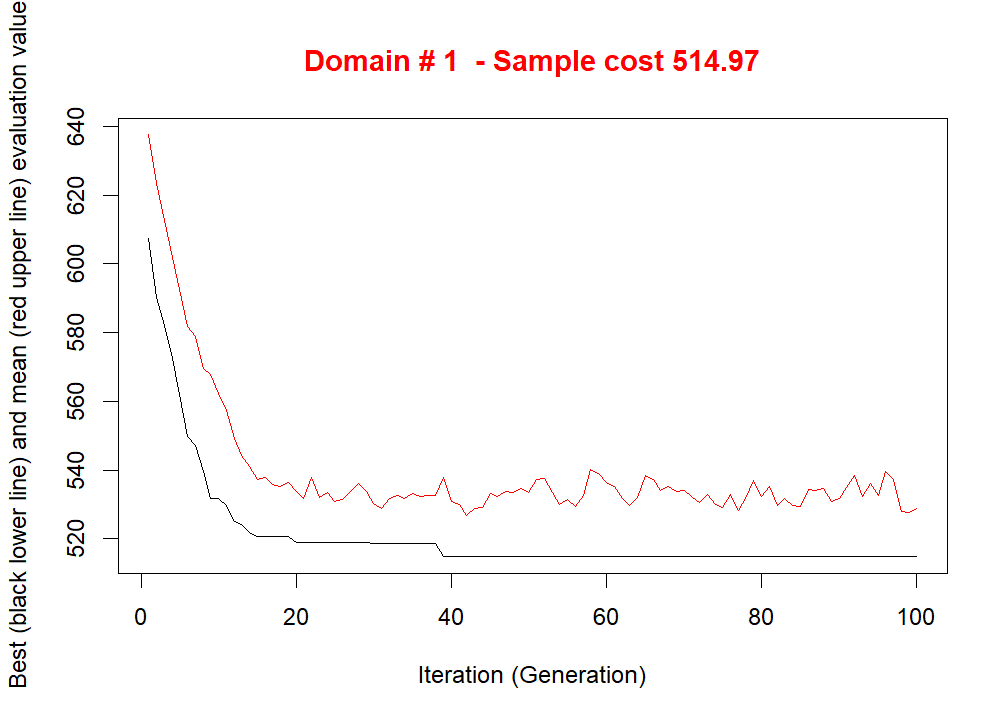 Domain # 1  - Sample cost 514.97
Best (black lower line) and mean (red upper line) evaluation value
640
620
600
580
560
540
520
0 20 40 60 80 100
Iteration (Generation)